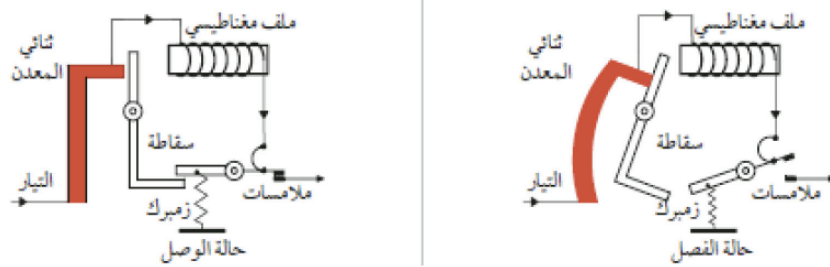 ملف مغناطيسي
ثنائي
المعدن
سقاطة
التيار
زمبرك
ملامسات
حالة الفصل
ملف مغناطيسي
ثنائي
المعدن
سقاطة
التيار
زمبرك
ملامسات
حالة الوصل